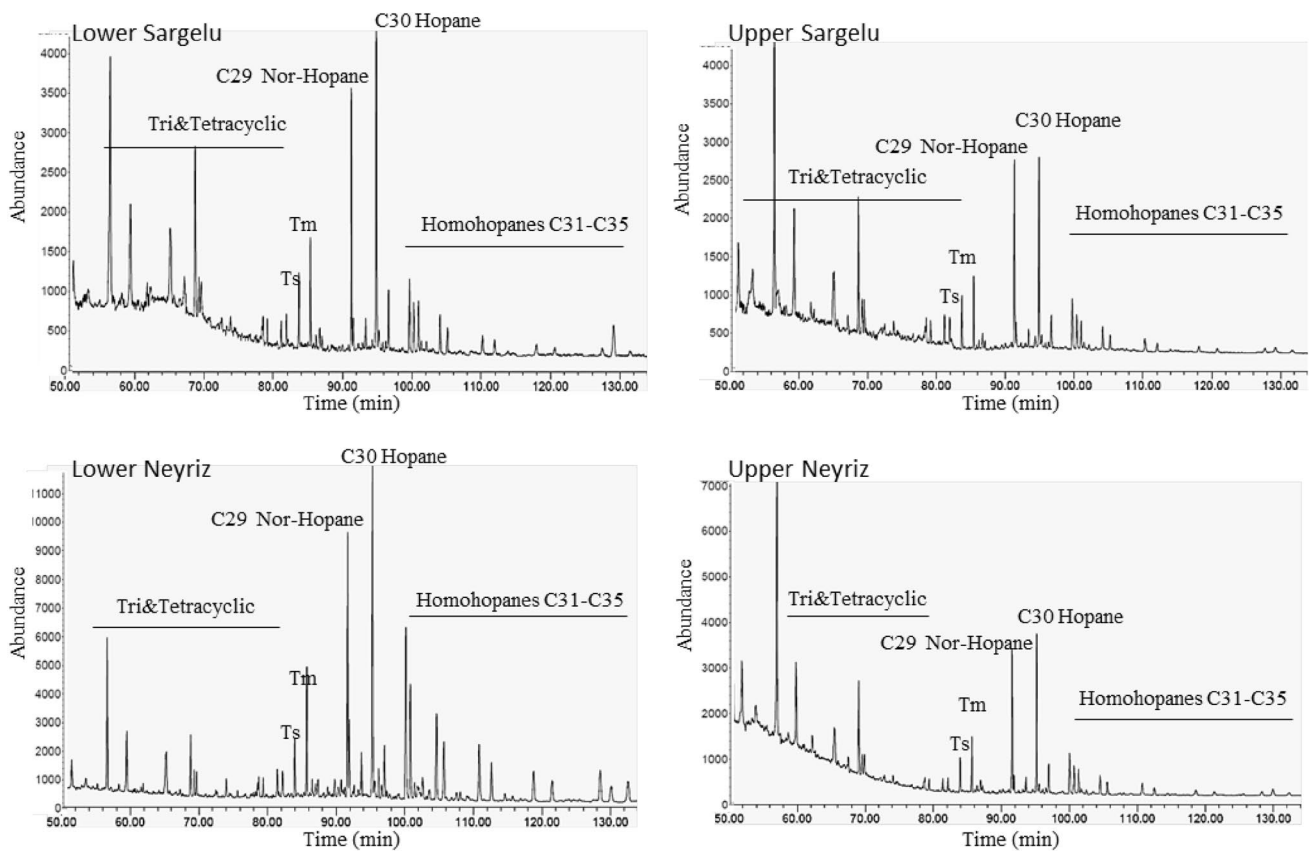 Lower Sargelu
C30 Hopane
C29 Nor-Hopane
Tri&Tetracyclic
Homohopanes C31-C35
Tm
Ts
Abundance
4000
3500
3000
2500
2000
1500
1000
500
0
50.00 60.00 70.00 80.00 90.00 100.00 110.00 120.00 130.00
Time (min)
Upper Sargelu
C30 Hopane
C29 Nor-Hopane
Tri&Tetracyclic
Homohopanes C31-C35
Tm
Ts
Abundance
4000
3500
3000
2500
2000
1500
1000
500
0
50.00 60.00 70.00 80.00 90.00 100.00 110.00 120.00 130.00
Time (min)
Lower Neyriz
C30 Hopane
C29 Nor-Hopane
Tri&Tetracyclic
Homohopanes C31-C35
Tm
Ts
Abundance
11000
10000
9000
8000
7000
6000
5000
4000
3000
2000
1000
0
50.00 60.00 70.00 80.00 90.00 100.00 110.00 120.00 130.00
Time (min)
Upper Neyriz
Tri&Tetracyclic
C30 Hopane
C29 Nor-Hopane
Homohopanes C31-C35
Tm
Ts
Abundance
7000
6000
5000
4000
3000
2000
1000
0
50.00 60.00 70.00 80.00 90.00 100.00 110.00 120.00 130.00
Time (min)